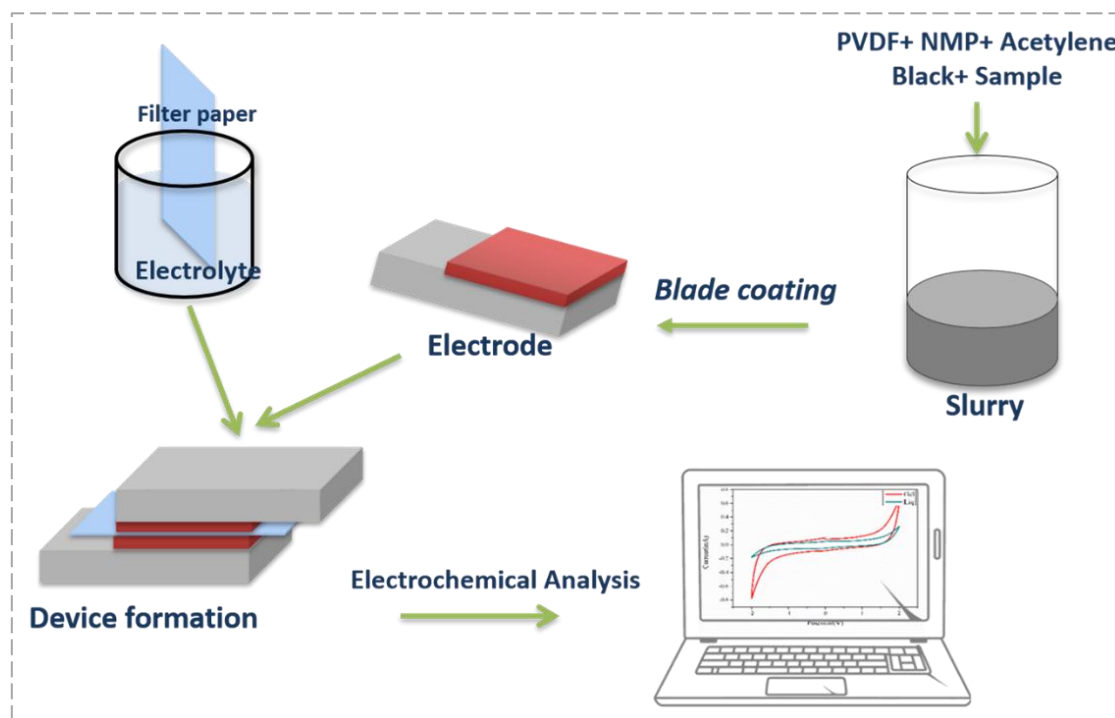 PVDF+ NMP+ Acetylene
Black+ Sample
Filter paper
Electrolyte
Blade coating
Electrode
Slurry
Device formation
Electrochemical Analysis